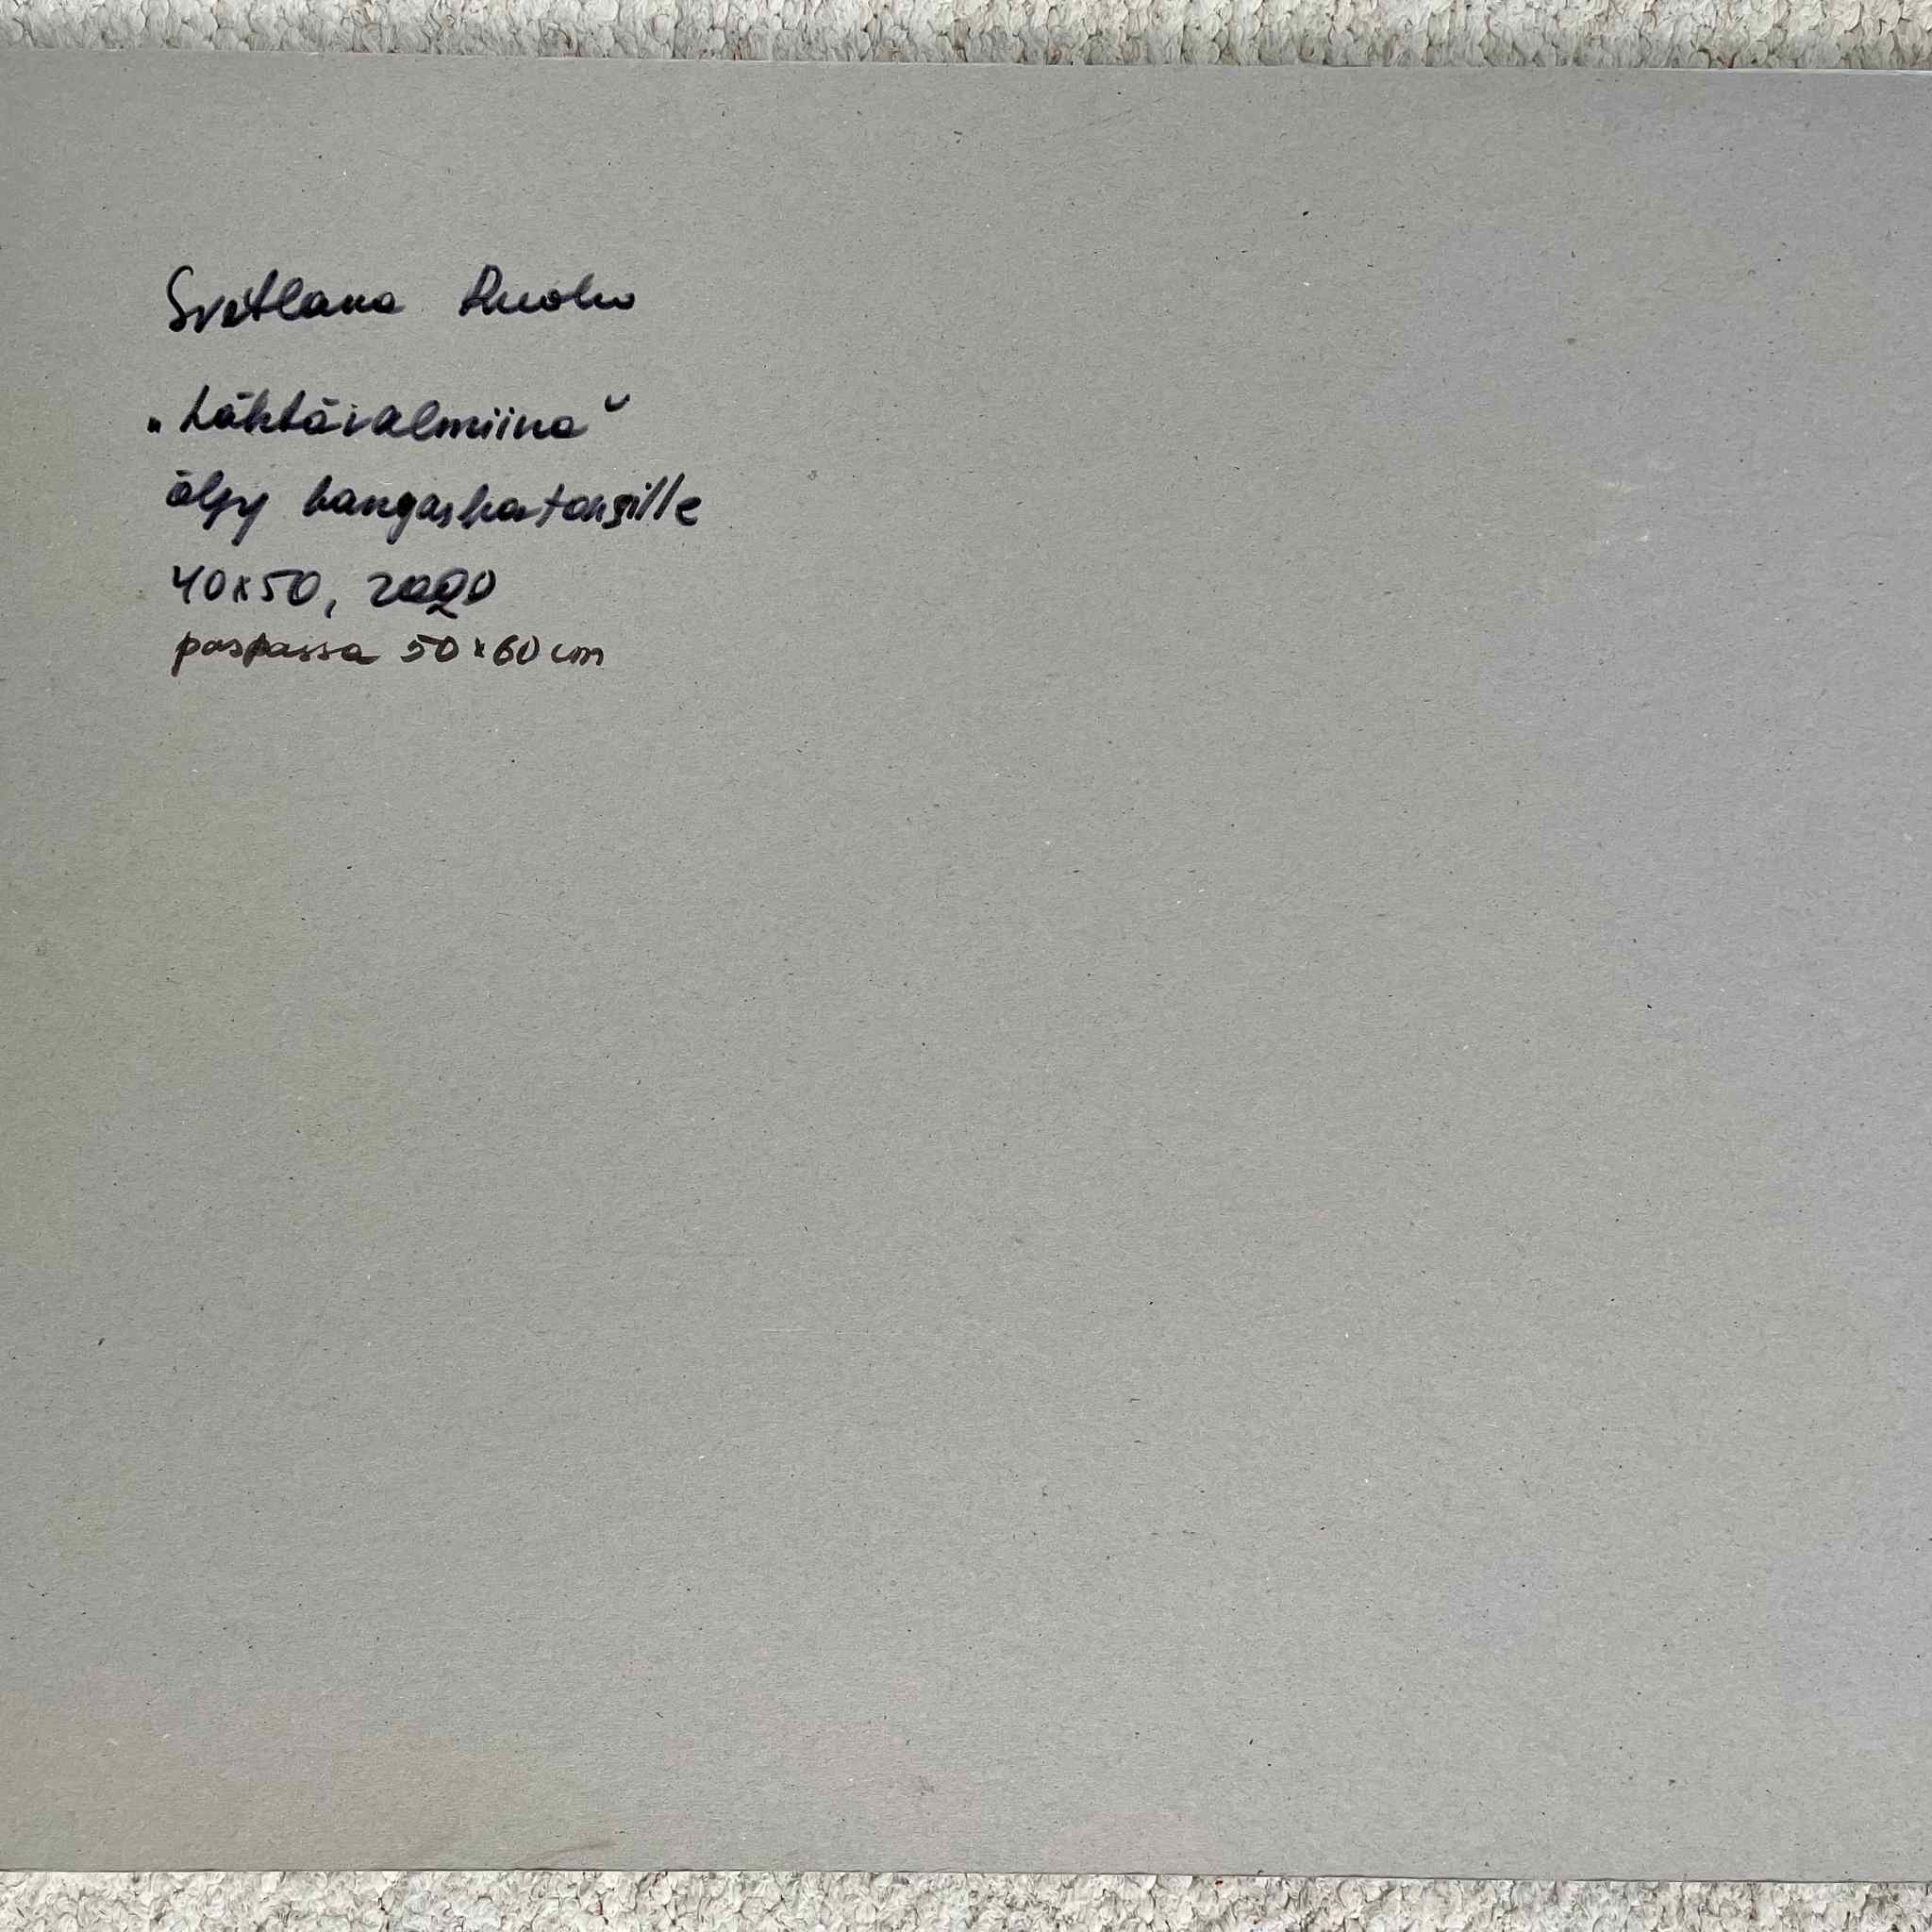 Svetlana Ruoho
„Lähtövalmiina"
öljy kangaskartongille
40x50, 2020
paspassa 50x60 cm